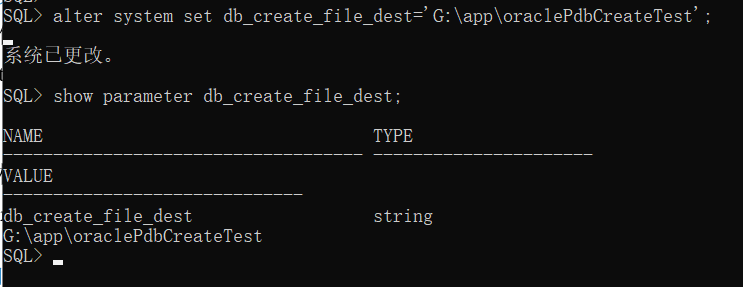 SQL> alter system set db_create_file_dest='G:\app\oraclePdbCreateTest';
系统已更改。
SQL> show parameter db_create_file_dest;
NAME                                 TYPE
------------------------------------ ----------------------
VALUE
------------------------------
db_create_file_dest                  string
G:\app\oraclePdbCreateTest
SQL>